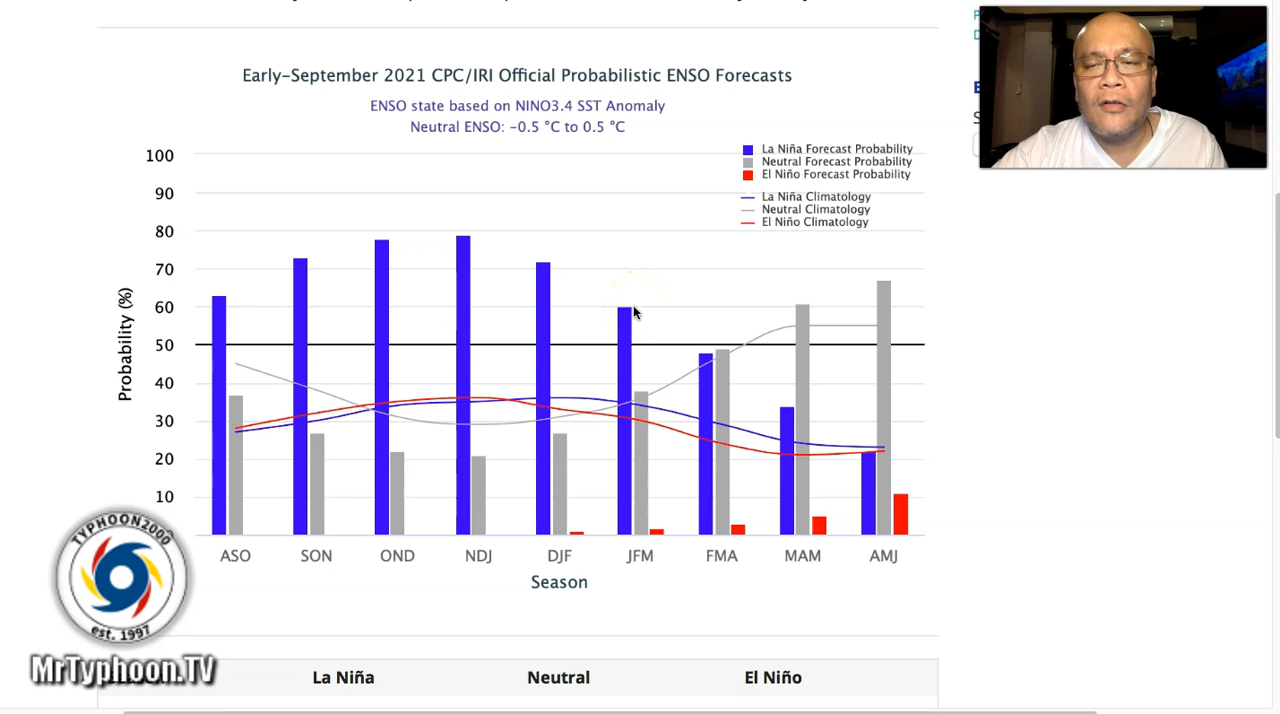 Early-September 2021 CPC/IRI Official Probabilistic ENSO Forecasts
ENSO state based on NINO3.4 SST Anomaly
Neutral ENSO: -0.5 °C to 0.5 °C
La Niña Forecast Probability
Neutral Forecast Probability
El Niño Forecast Probability
La Niña Climatology
Neutral Climatology
El Niño Climatology
Probability (%)
100
90
80
70
60
50
40
30
20
10
ASO SON OND NDJ DJF JFM FMA MAM AMJ
Season
TYPHOON2000
est. 1997
MrTyphoon.TV
La Niña Neutral El Niño